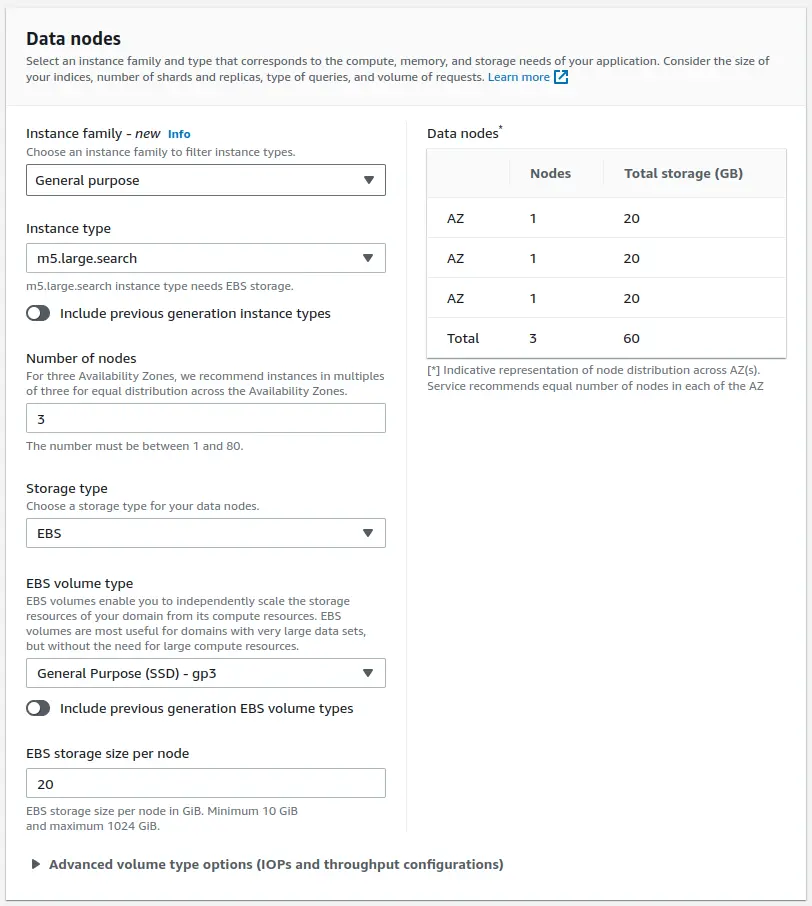 Data nodes
Select an instance family and type that corresponds to the compute, memory, and storage needs of your application. Consider the size of
your indices, number of shards and replicas, type of queries, and volume of requests. Learn more
Instance family - new Info
Choose an instance family to filter instance types.
General purpose
Instance type
m5.large.search
m5.large.search instance type needs EBS storage.
Include previous generation instance types
Number of nodes
For three Availability Zones, we recommend instances in multiples
of three for equal distribution across the Availability Zones.
3
The number must be between 1 and 80.
Storage type
Choose a storage type for your data nodes.
EBS
EBS volume type
EBS volumes enable you to independently scale the storage
resources of your domain from its compute resources. EBS
volumes are most useful for domains with very large data sets,
but without the need for large compute resources.
General Purpose (SSD) - gp3
Include previous generation EBS volume types
EBS storage size per node
20
EBS storage size per node in GiB. Minimum 10 GiB
and maximum 1024 GiB.
Advanced volume type options (IOPs and throughput configurations)
Data nodes*
Nodes Total storage (GB)
AZ 1 20
AZ 1 20
AZ 1 20
Total 3 60
[*] Indicative representation of node distribution across AZ(s).
Service recommends equal number of nodes in each of the AZ